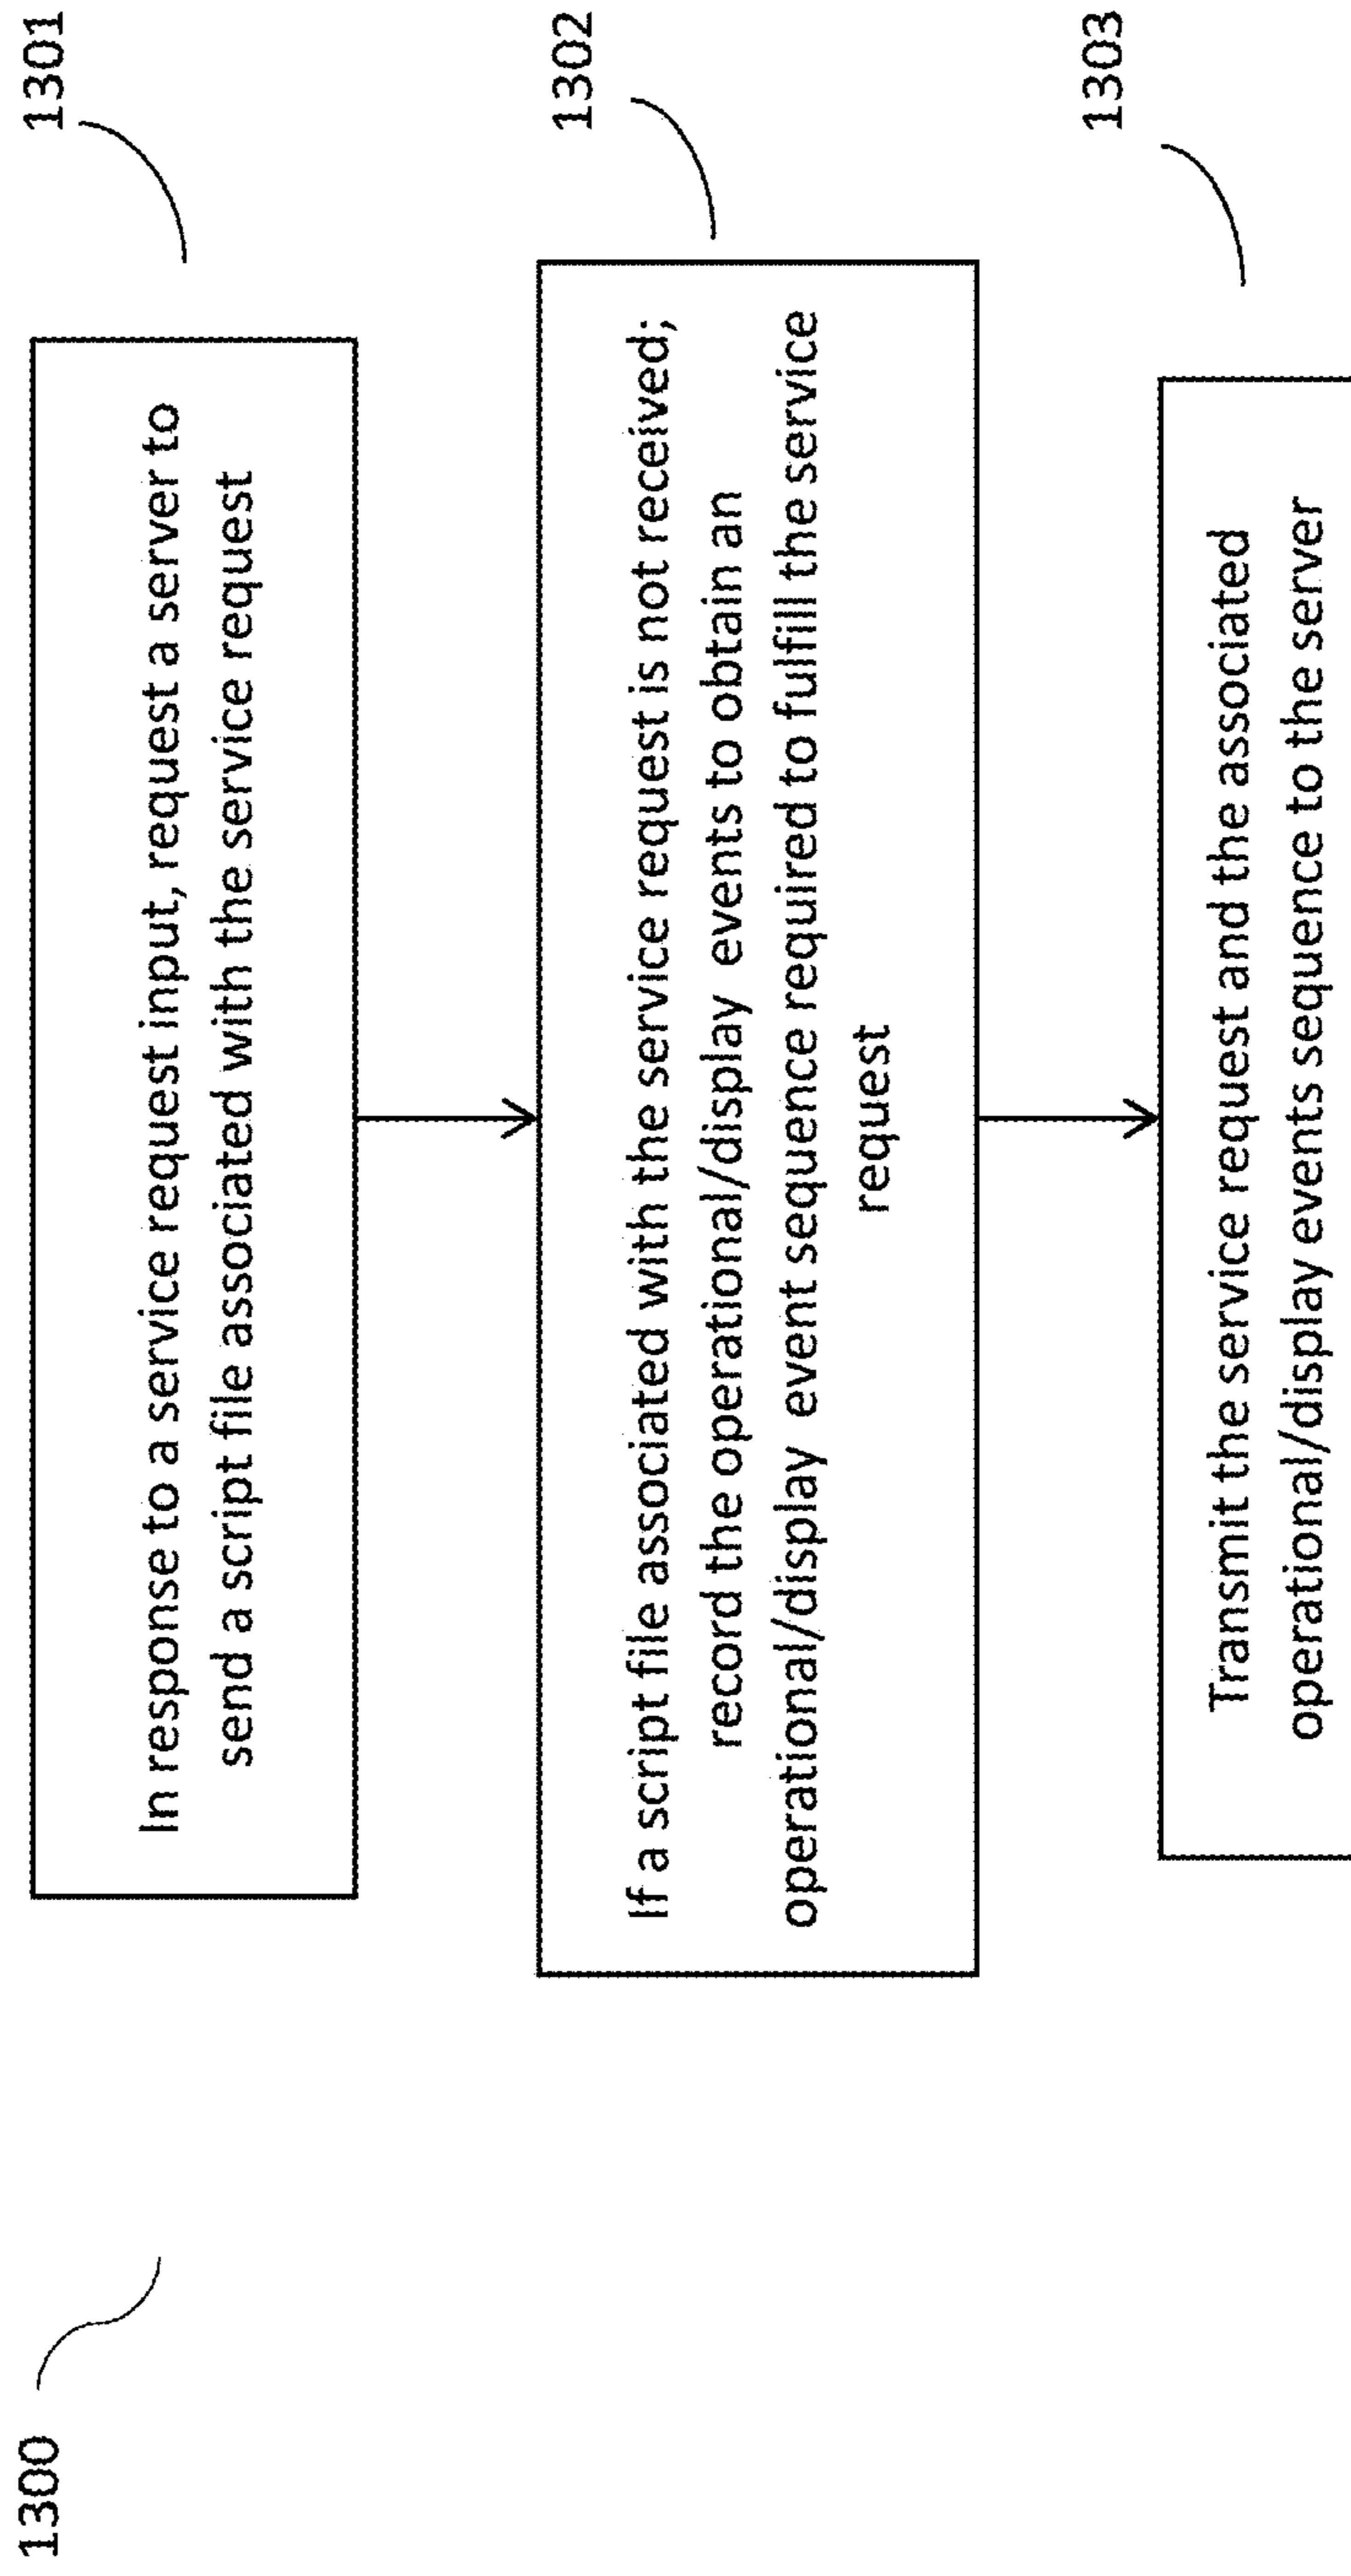 1300
1301
In response to a service request input, request a server to
send a script file associated with the service request
1302
If a script file associated with the service request is not received;
record the operational/display events to obtain an
operational/display event sequence required to fulfill the service
request
1303
Transmit the service request and the associated
operational/display events sequence to the server